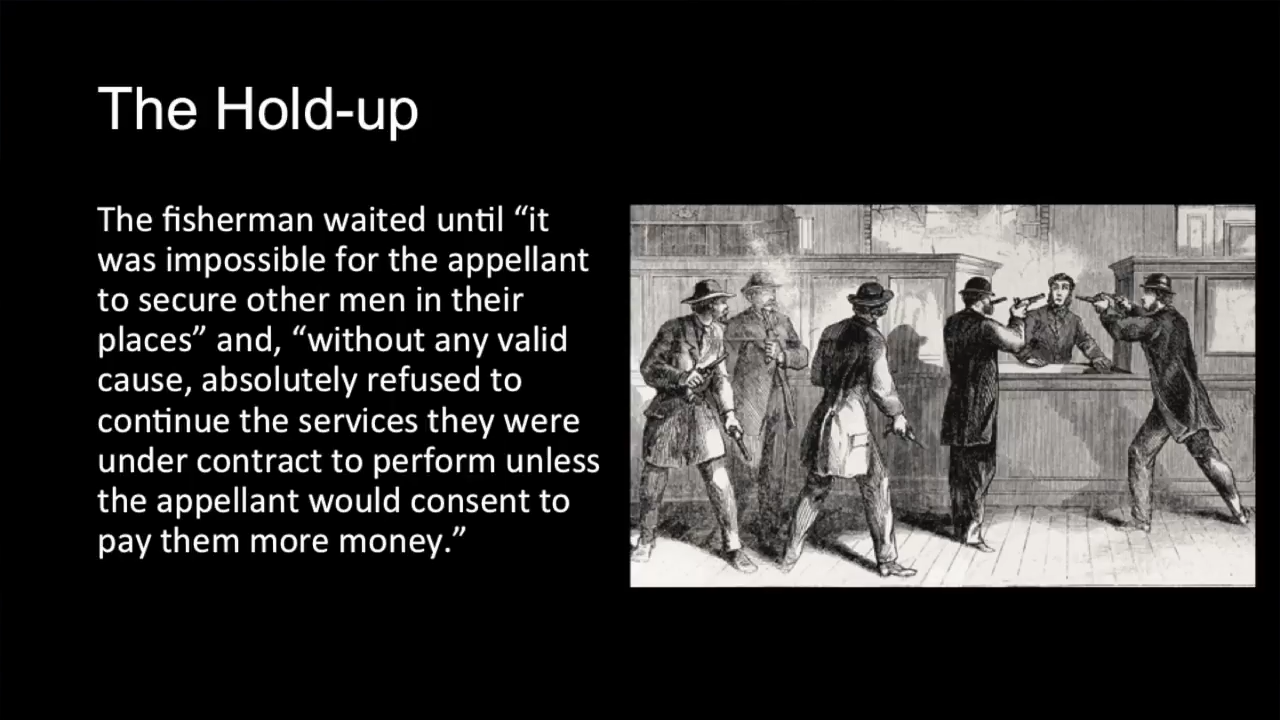 The Hold-up
The fisherman waited until “it
was impossible for the appellant
to secure other men in their
places” and, “without any valid
cause, absolutely refused to
continue the services they were
under contract to perform unless
the appellant would consent to
pay them more money.”